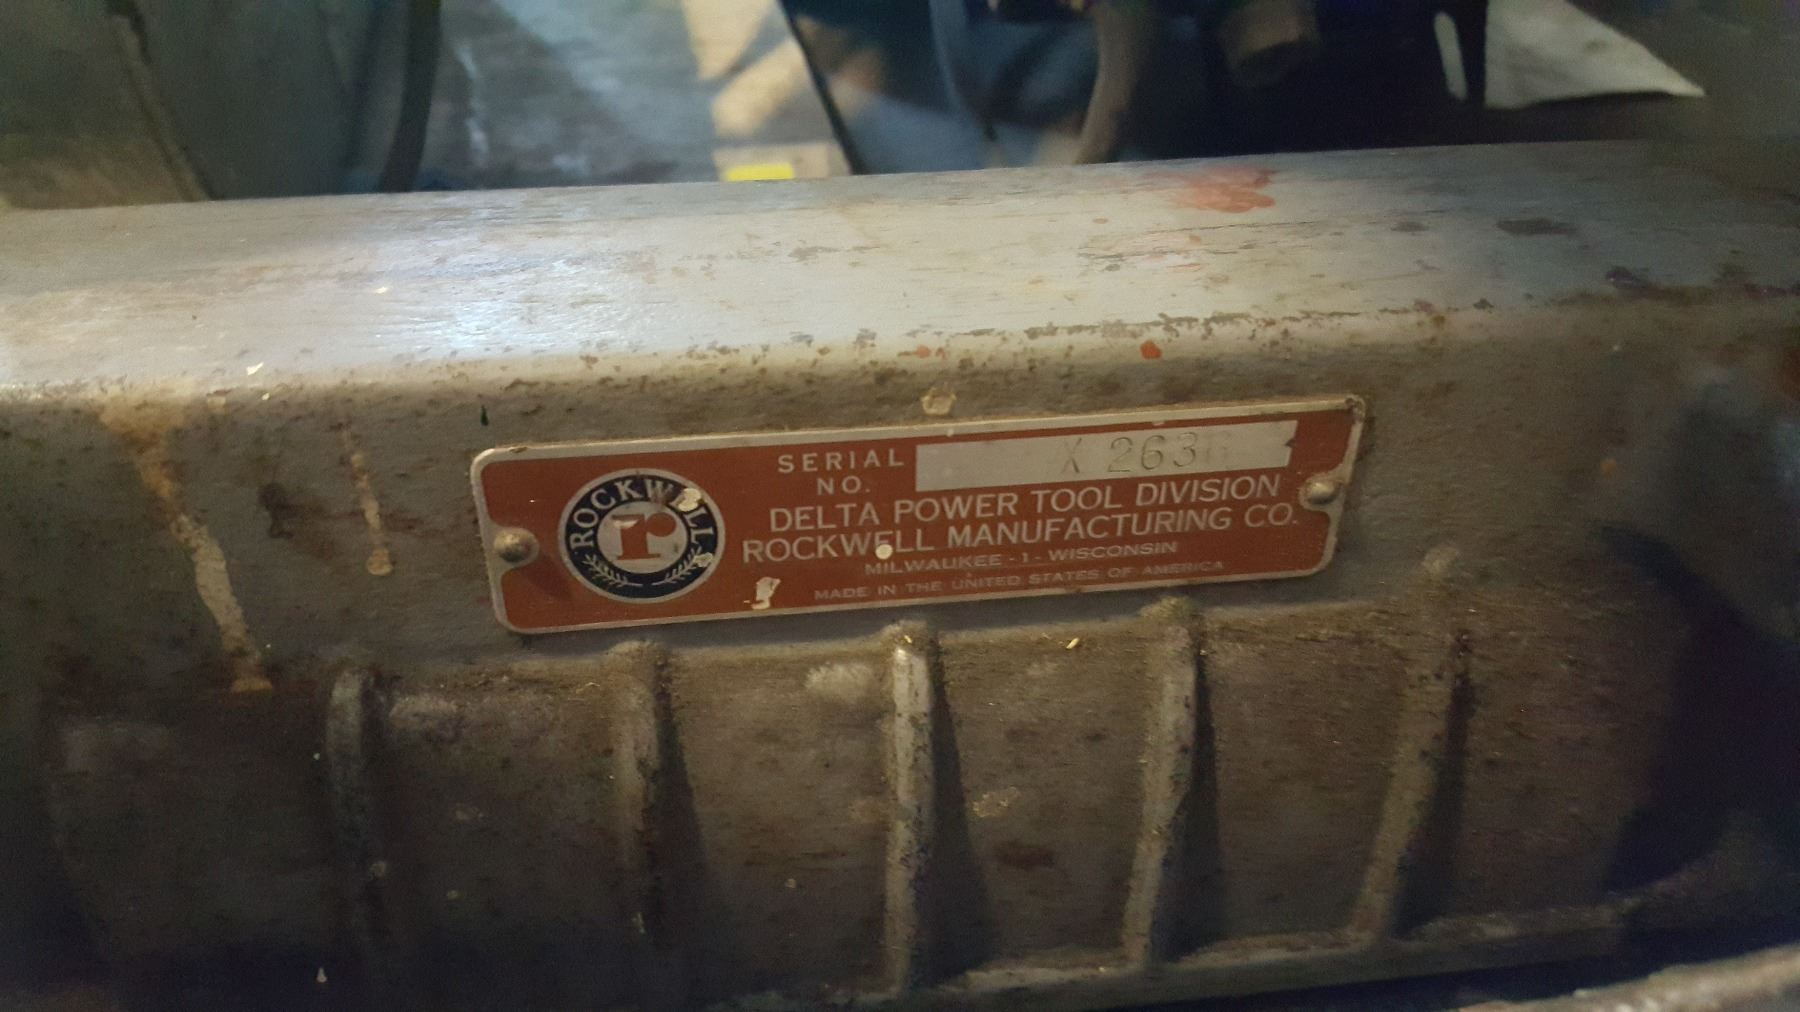 ROCKWELL
r
SERIAL
NO.
X 263
DELTA POWER TOOL DIVISION
ROCKWELL MANUFACTURING CO.
MILWAUKEE - 1 - WISCONSIN
MADE IN THE UNITED STATES OF AMERICA